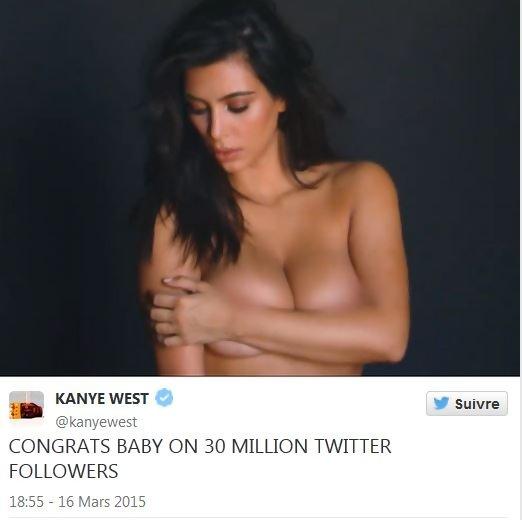 KANYE WEST
@kanyewest
Suivre
CONGRATS BABY ON 30 MILLION TWITTER
FOLLOWERS
18:55 - 16 Mars 2015